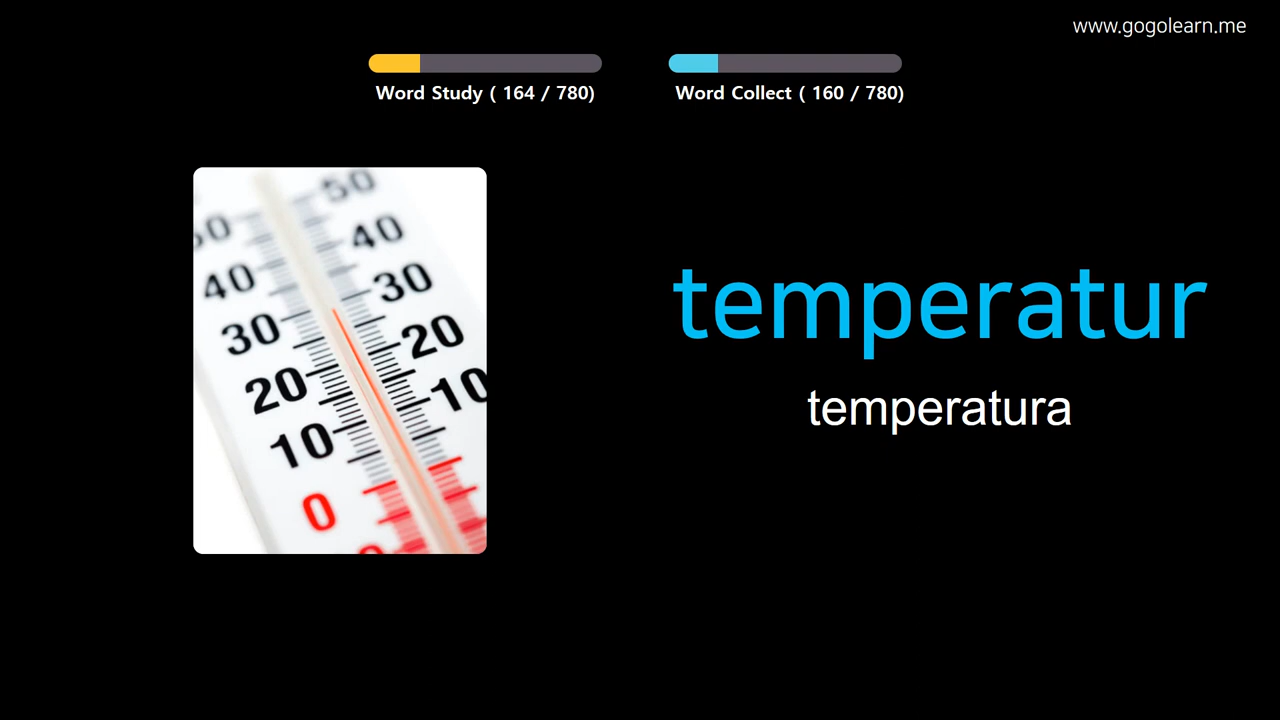 www.gogolearn.me
Word Study ( 164 / 780)
Word Collect ( 160 / 780)
50
50
40
40
30
30
20
20
10
10
0
temperatur
temperatura